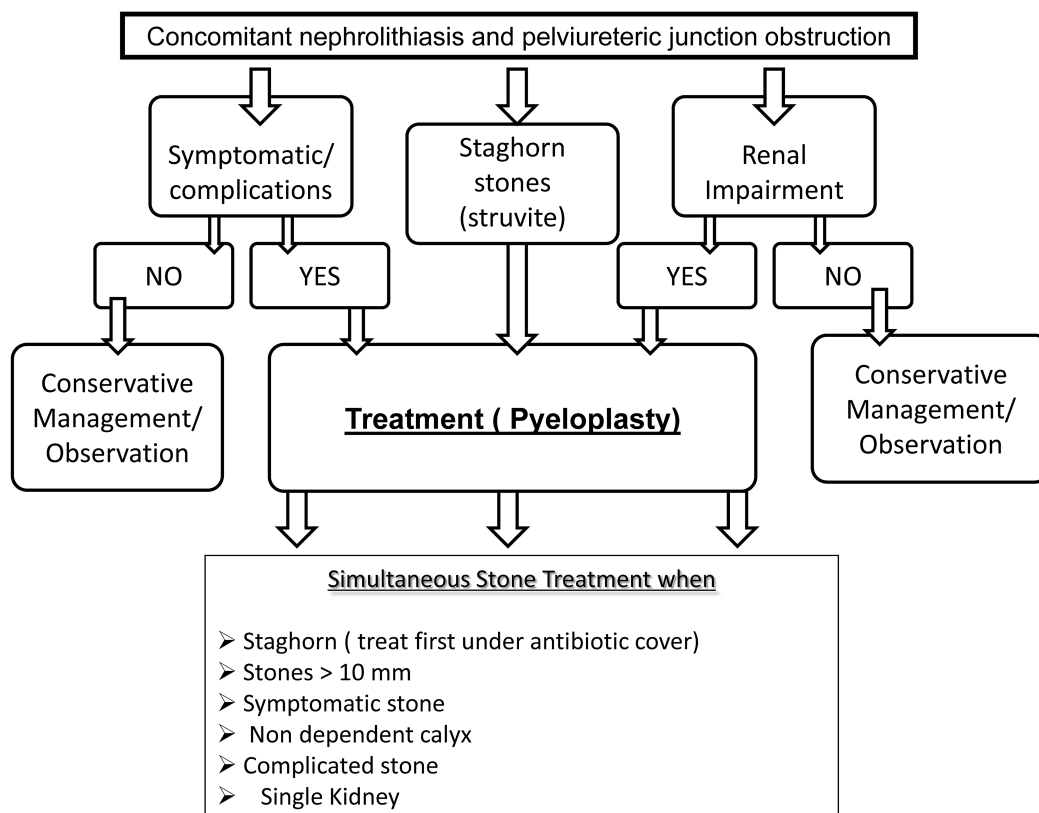 Concomitant nephrolithiasis and pelviureteric junction obstruction
Symptomatic/
complications
Staghorn
stones
(struvite)
Renal
Impairment
NO
YES
YES
NO
Conservative
Management/
Observation
Treatment ( Pyeloplasty)
Conservative
Management/
Observation
Simultaneous Stone Treatment when
➢ Staghorn ( treat first under antibiotic cover)
➢ Stones > 10 mm
➢ Symptomatic stone
➢ Non dependent calyx
➢ Complicated stone
➢ Single Kidney